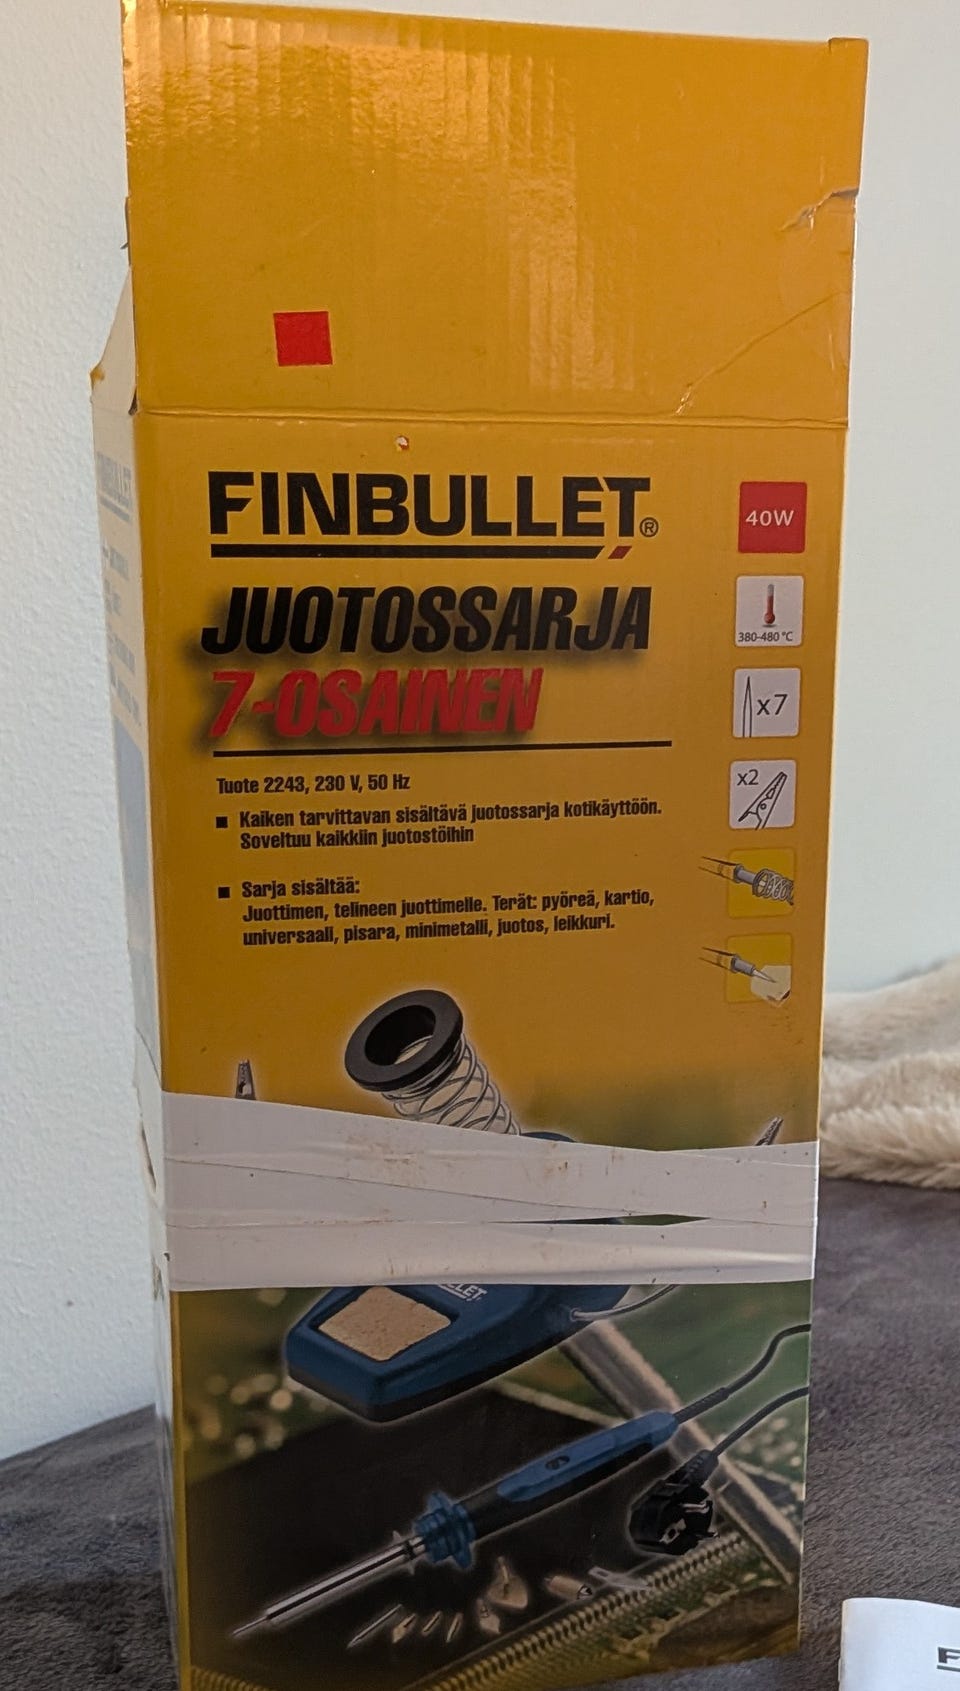 FINBULLET®
JUOTOSSARJA
7-OSAINEN
Tuote 2243, 230 V, 50 Hz
■ Kaiken tarvittavan sisältävä juotossarja kotikäyttöön.
Soveltuu kaikkiin juotostöihin
■ Sarja sisältää:
Juottimen, telineen juottimelle. Terät: pyöreä, kartio,
universaali, pisara, minimetalli, juotos, leikkuri.
40W
380-480 °C
x7
x2